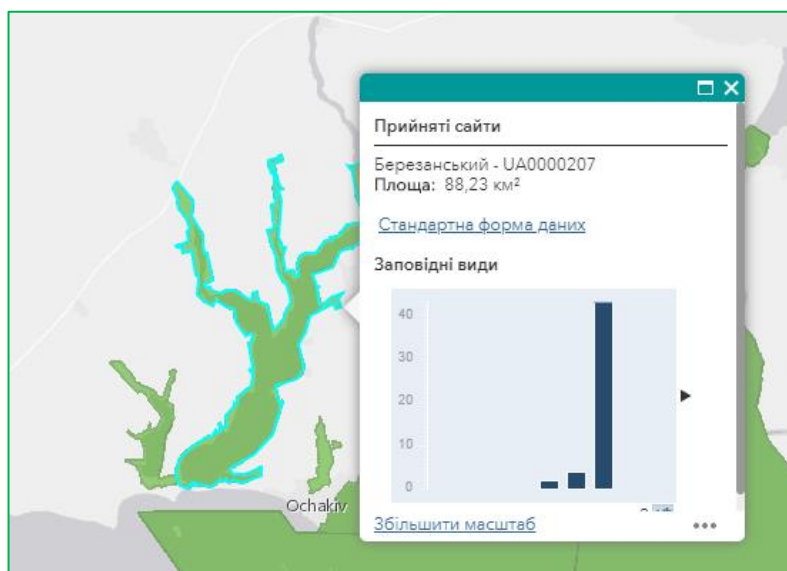 Прийняті сайти
Березанський - UA0000207
Площа: 88,23 км²
Стандартна форма даних
Заповідні види
40
30
20
10
0
Ochakiv
Збільшити масштаб